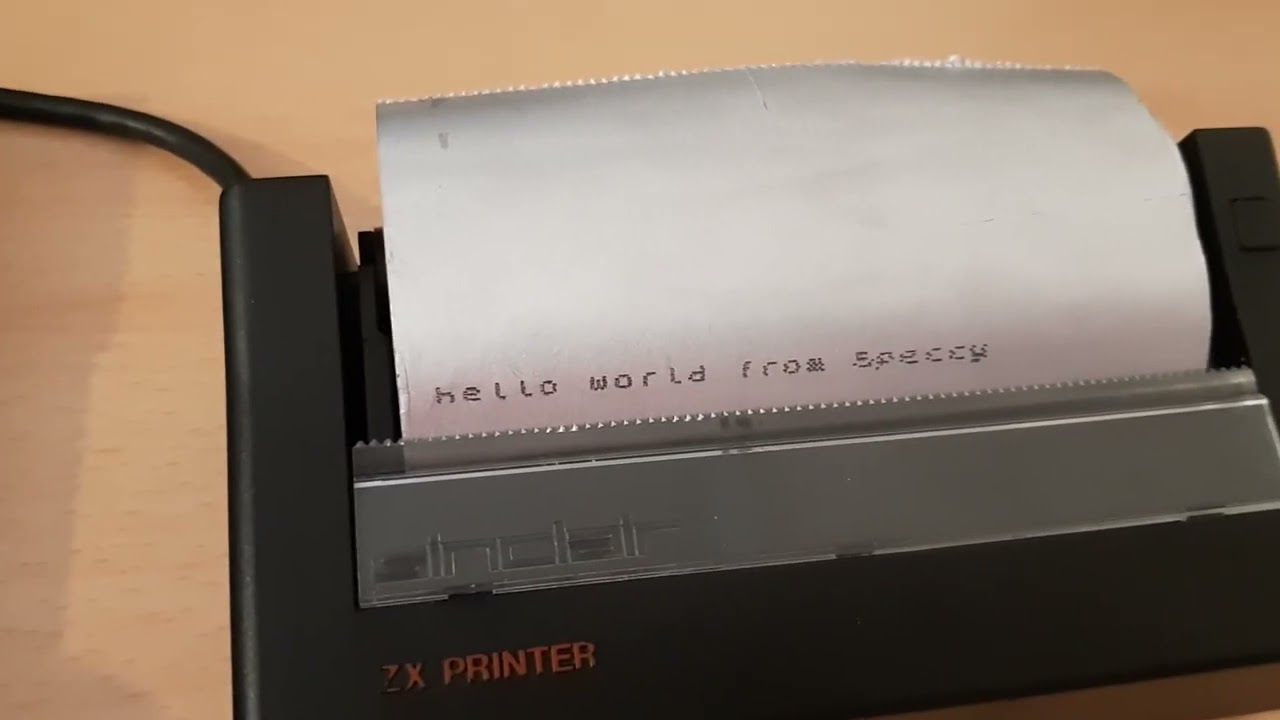 hello world from Speccy
sinclair
ZX PRINTER